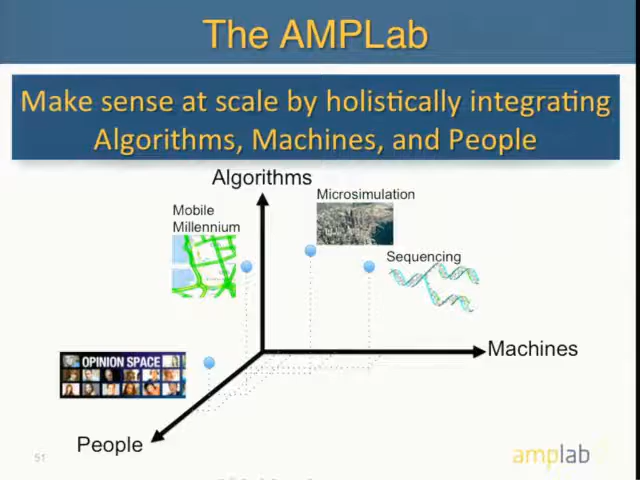 The AMPLab
Make sense at scale by holistically integrating
Algorithms, Machines, and People
Algorithms
Microsimulation
Mobile
Millennium
Sequencing
OPINION SPACE
Machines
People
51
amplab